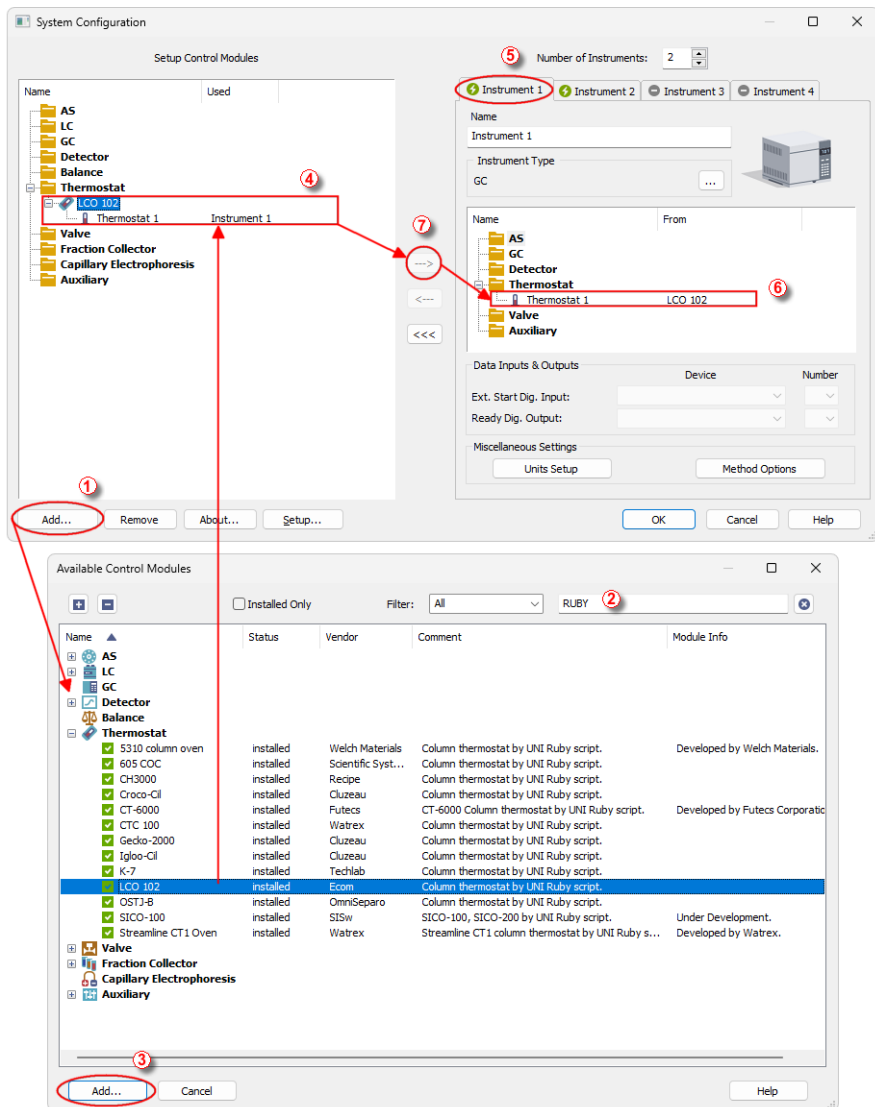 System Configuration
Setup Control Modules
⑤ Number of Instruments: 2
Name Used
AS
LC
GC
Detector
Balance
Thermostat
④
LCO 102
Thermostat 1 Instrument 1
Valve
Fraction Collector
Capillary Electrophoresis
Auxiliary
⑦
--->
<---
<<<
Instrument 1 Instrument 2 Instrument 3 Instrument 4
Name
Instrument 1
Instrument Type
GC ...
Name From
AS
GC
Detector
Thermostat
Thermostat 1 LCO 102 ⑥
Valve
Auxiliary
Data Inputs & Outputs
Device Number
Ext. Start Dig. Input:
Ready Dig. Output:
Miscellaneous Settings
Units Setup Method Options
①
Add... Remove About... Setup... OK Cancel Help
Available Control Modules
Installed Only Filter: All RUBY ②
Name Status Vendor Comment Module Info
AS
LC
GC
Detector
Balance
Thermostat
5310 column oven installed Welch Materials Column thermostat by UNI Ruby script. Developed by Welch Materials.
605 COC installed Scientific Syst... Column thermostat by UNI Ruby script.
CH3000 installed Recipe Column thermostat by UNI Ruby script.
Croco-Cil installed Cluzeau Column thermostat by UNI Ruby script.
CT-6000 installed Futecs CT-6000 Column thermostat by UNI Ruby script. Developed by Futecs Corporatic
CTC 100 installed Watrex Column thermostat by UNI Ruby script.
Gecko-2000 installed Cluzeau Column thermostat by UNI Ruby script.
Igloo-Cil installed Cluzeau Column thermostat by UNI Ruby script.
K-7 installed Techlab Column thermostat by UNI Ruby script.
LCO 102 installed Ecom Column thermostat by UNI Ruby script.
OSTJ-B installed OmniSeparo Column thermostat by UNI Ruby script.
SICO-100 installed SISw SICO-100, SICO-200 by UNI Ruby script. Under Development.
Streamline CT1 Oven installed Watrex Streamline CT1 column thermostat by UNI Ruby s... Developed by Watrex.
Valve
Fraction Collector
Capillary Electrophoresis
Auxiliary
③
Add... Cancel Help